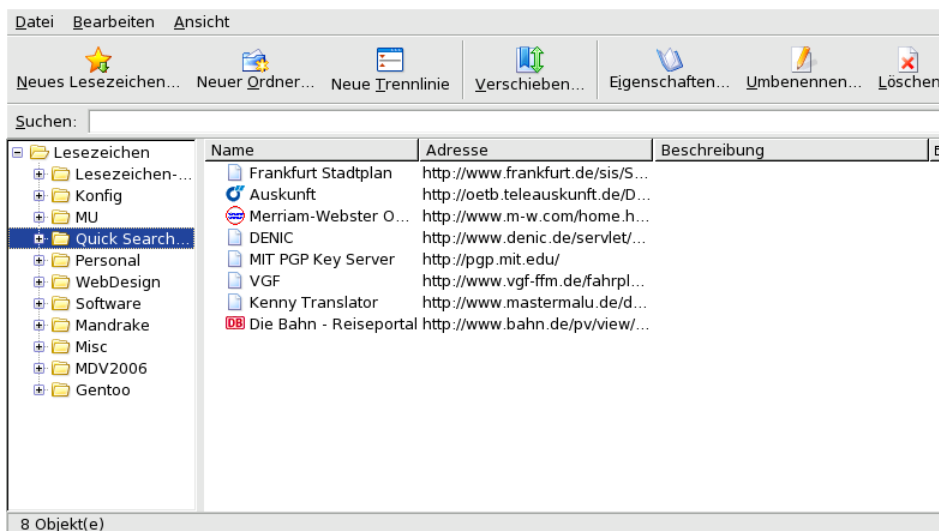 Datei Bearbeiten Ansicht
Neues Lesezeichen... Neuer Ordner... Neue Trennlinie Verschieben... Eigenschaften... Umbenennen... Löschen
Suchen:
Name Adresse Beschreibung
Lesezeichen
Lesezeichen-...
Konfig
MU
Quick Search...
Personal
WebDesign
Software
Mandrake
Misc
MDV2006
Gentoo
Frankfurt Stadtplan http://www.frankfurt.de/sis/S...
Auskunft http://oetb.teleauskunft.de/D...
Merriam-Webster O... http://www.m-w.com/home.h...
DENIC http://www.denic.de/servlet/...
MIT PGP Key Server http://pgp.mit.edu/
VGF http://www.vgf-ffm.de/fahrpl...
Kenny Translator http://www.mastermalu.de/d...
DB Die Bahn - Reiseportal http://www.bahn.de/pv/view/...
8 Objekt(e)